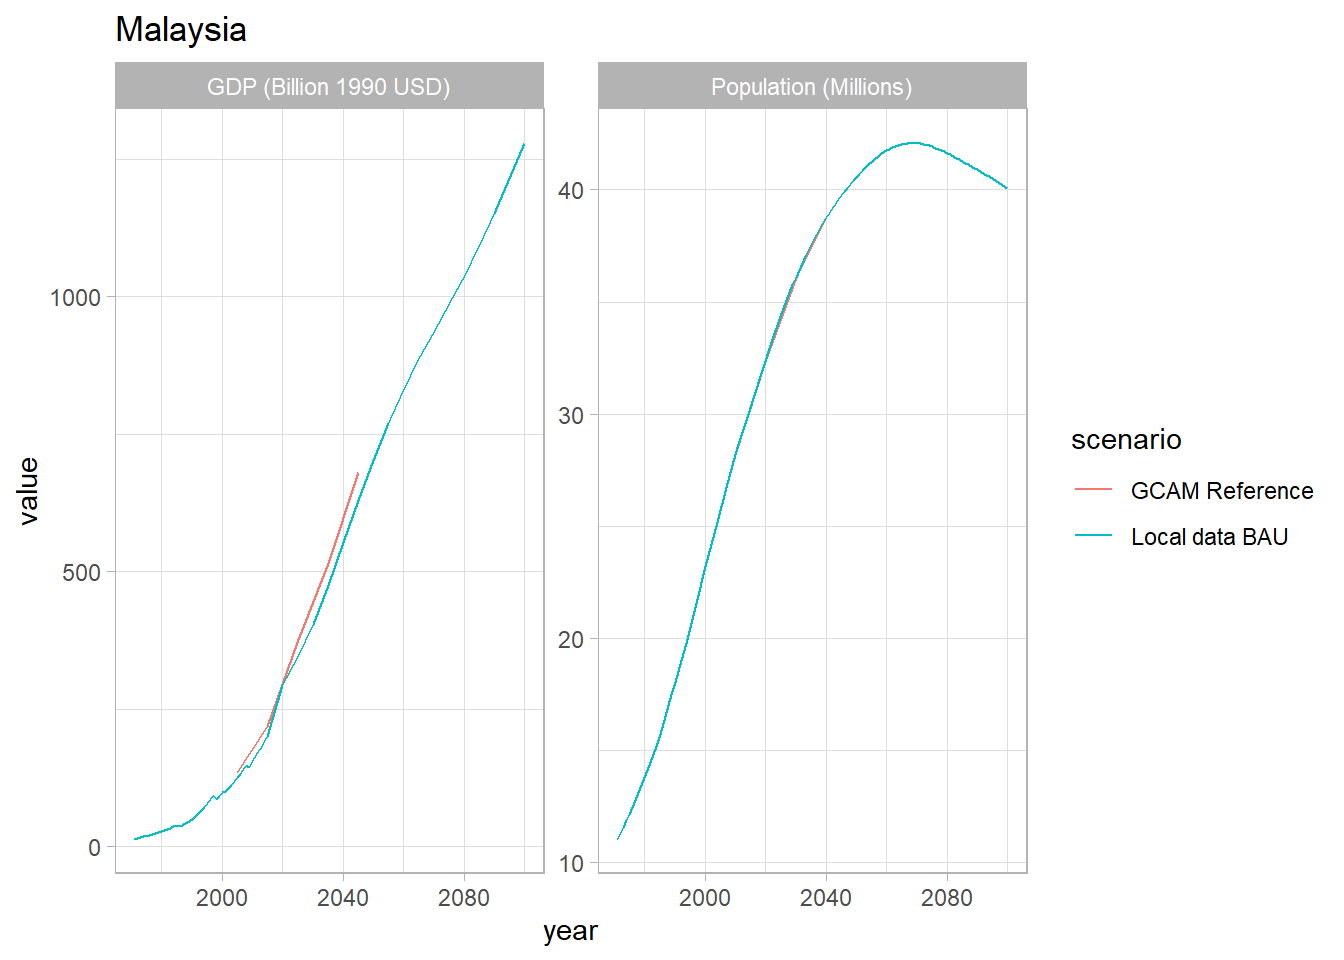 Malaysia
GDP (Billion 1990 USD)
Population (Millions)
value
1000
500
0
40
30
20
10
2000 2040 2080
2000 2040 2080
year
scenario
GCAM Reference
Local data BAU